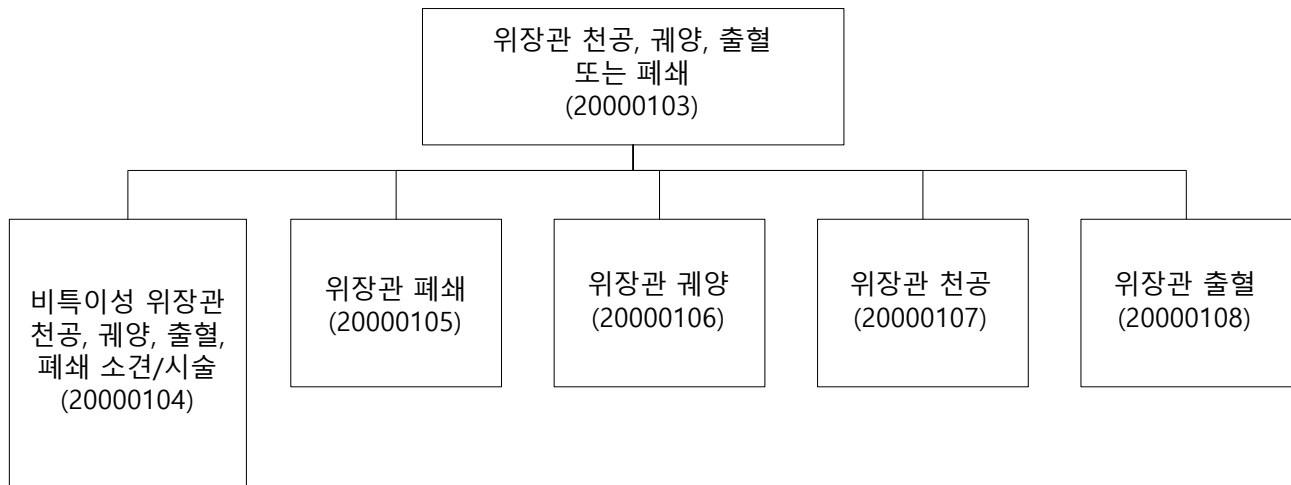 위장관 천공, 궤양, 출혈
또는 폐쇄
(20000103)
비특이성 위장관
천공, 궤양, 출혈,
폐쇄 소견/시술
(20000104)
위장관 폐쇄
(20000105)
위장관 궤양
(20000106)
위장관 천공
(20000107)
위장관 출혈
(20000108)